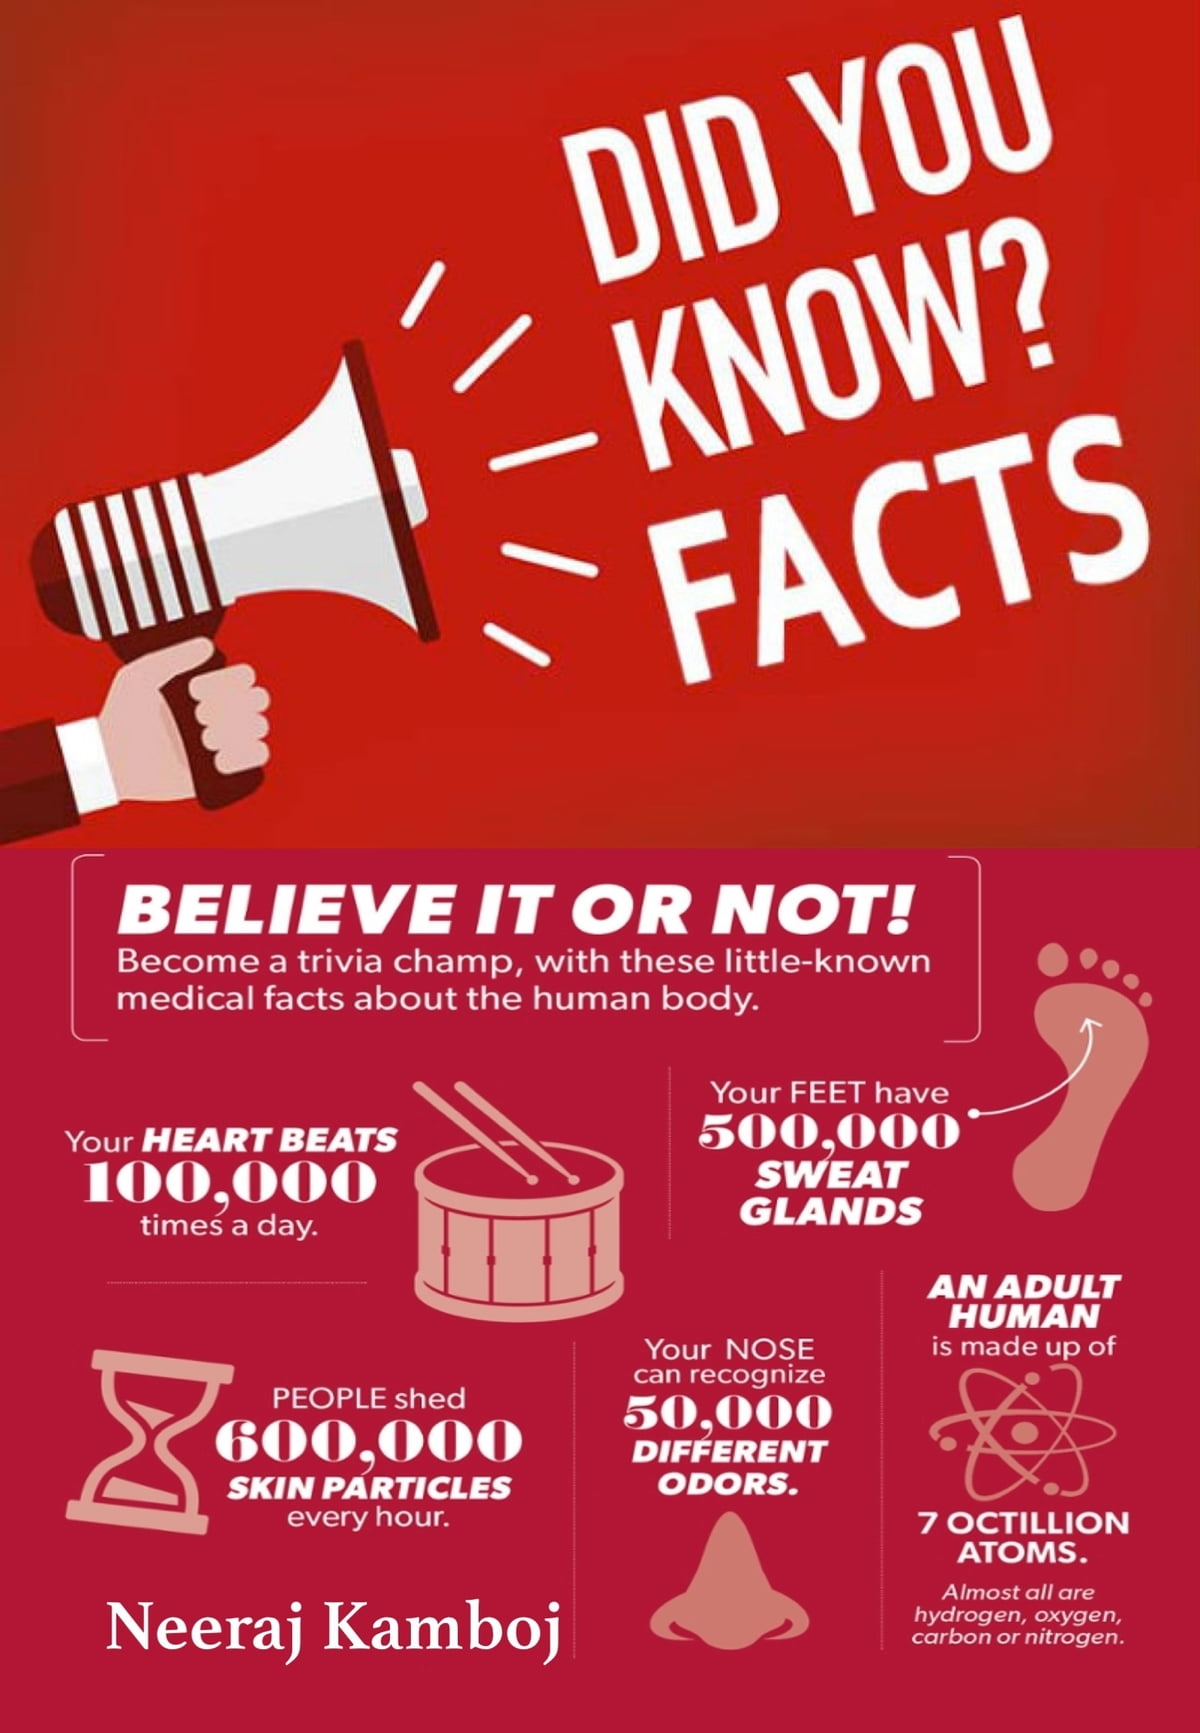 DID YOU
KNOW?
FACTS
BELIEVE IT OR NOT!
Become a trivia champ, with these little-known
medical facts about the human body.
Your HEART BEATS
100,000
times a day.
Your FEET have
500,000
SWEAT
GLANDS
PEOPLE shed
600,000
SKIN PARTICLES
every hour.
Your NOSE
can recognize
50,000
DIFFERENT
ODORS.
AN ADULT
HUMAN
is made up of
7 OCTILLION
ATOMS.
Almost all are
hydrogen, oxygen,
carbon or nitrogen.
Neeraj Kamboj